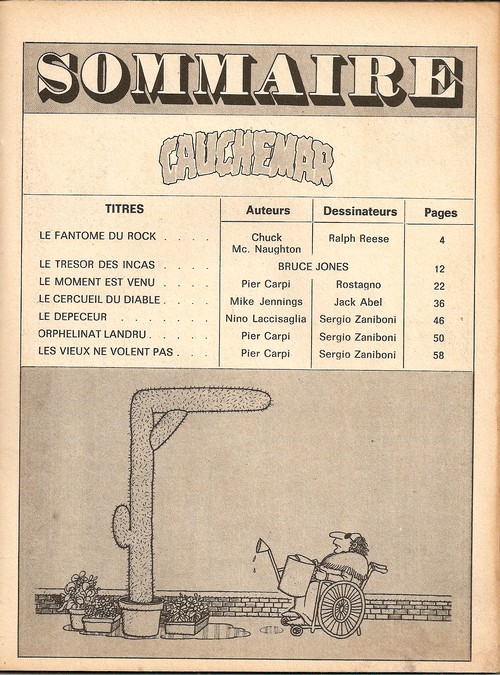 SOMMAIRE
CAUCHEMAR
TITRES Auteurs Dessinateurs Pages
LE FANTOME DU ROCK . . . . Chuck Mc. Naughton Ralph Reese 4
LE TRESOR DES INCAS . . . . BRUCE JONES 12
LE MOMENT EST VENU . . . . Pier Carpi Rostagno 22
LE CERCUEIL DU DIABLE . . . . Mike Jennings Jack Abel 36
LE DEPECEUR . . . . Nino Laccisaglia Sergio Zaniboni 46
ORPHELINAT LANDRU . . . . Pier Carpi Sergio Zaniboni 50
LES VIEUX NE VOLENT PAS . . . Pier Carpi Sergio Zaniboni 58